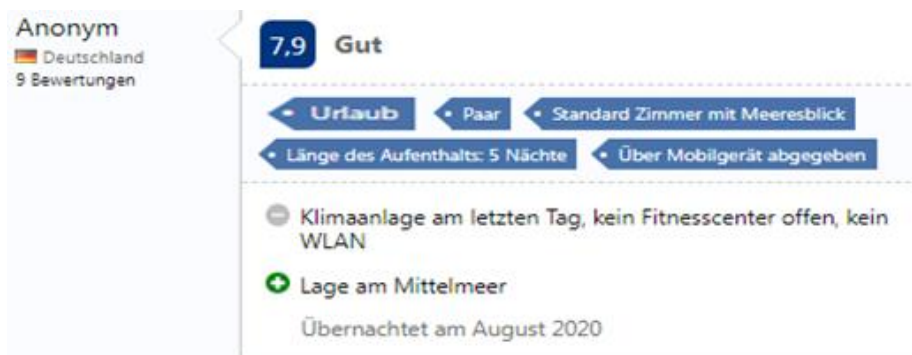 Anonym
Deutschland
9 Bewertungen
7,9 Gut
Urlaub Paar Standard Zimmer mit Meeresblick
Länge des Aufenthalts: 5 Nächte Über Mobilgerät abgegeben
Klimaanlage am letzten Tag, kein Fitnesscenter offen, kein
WLAN
Lage am Mittelmeer
Übernachtet am August 2020